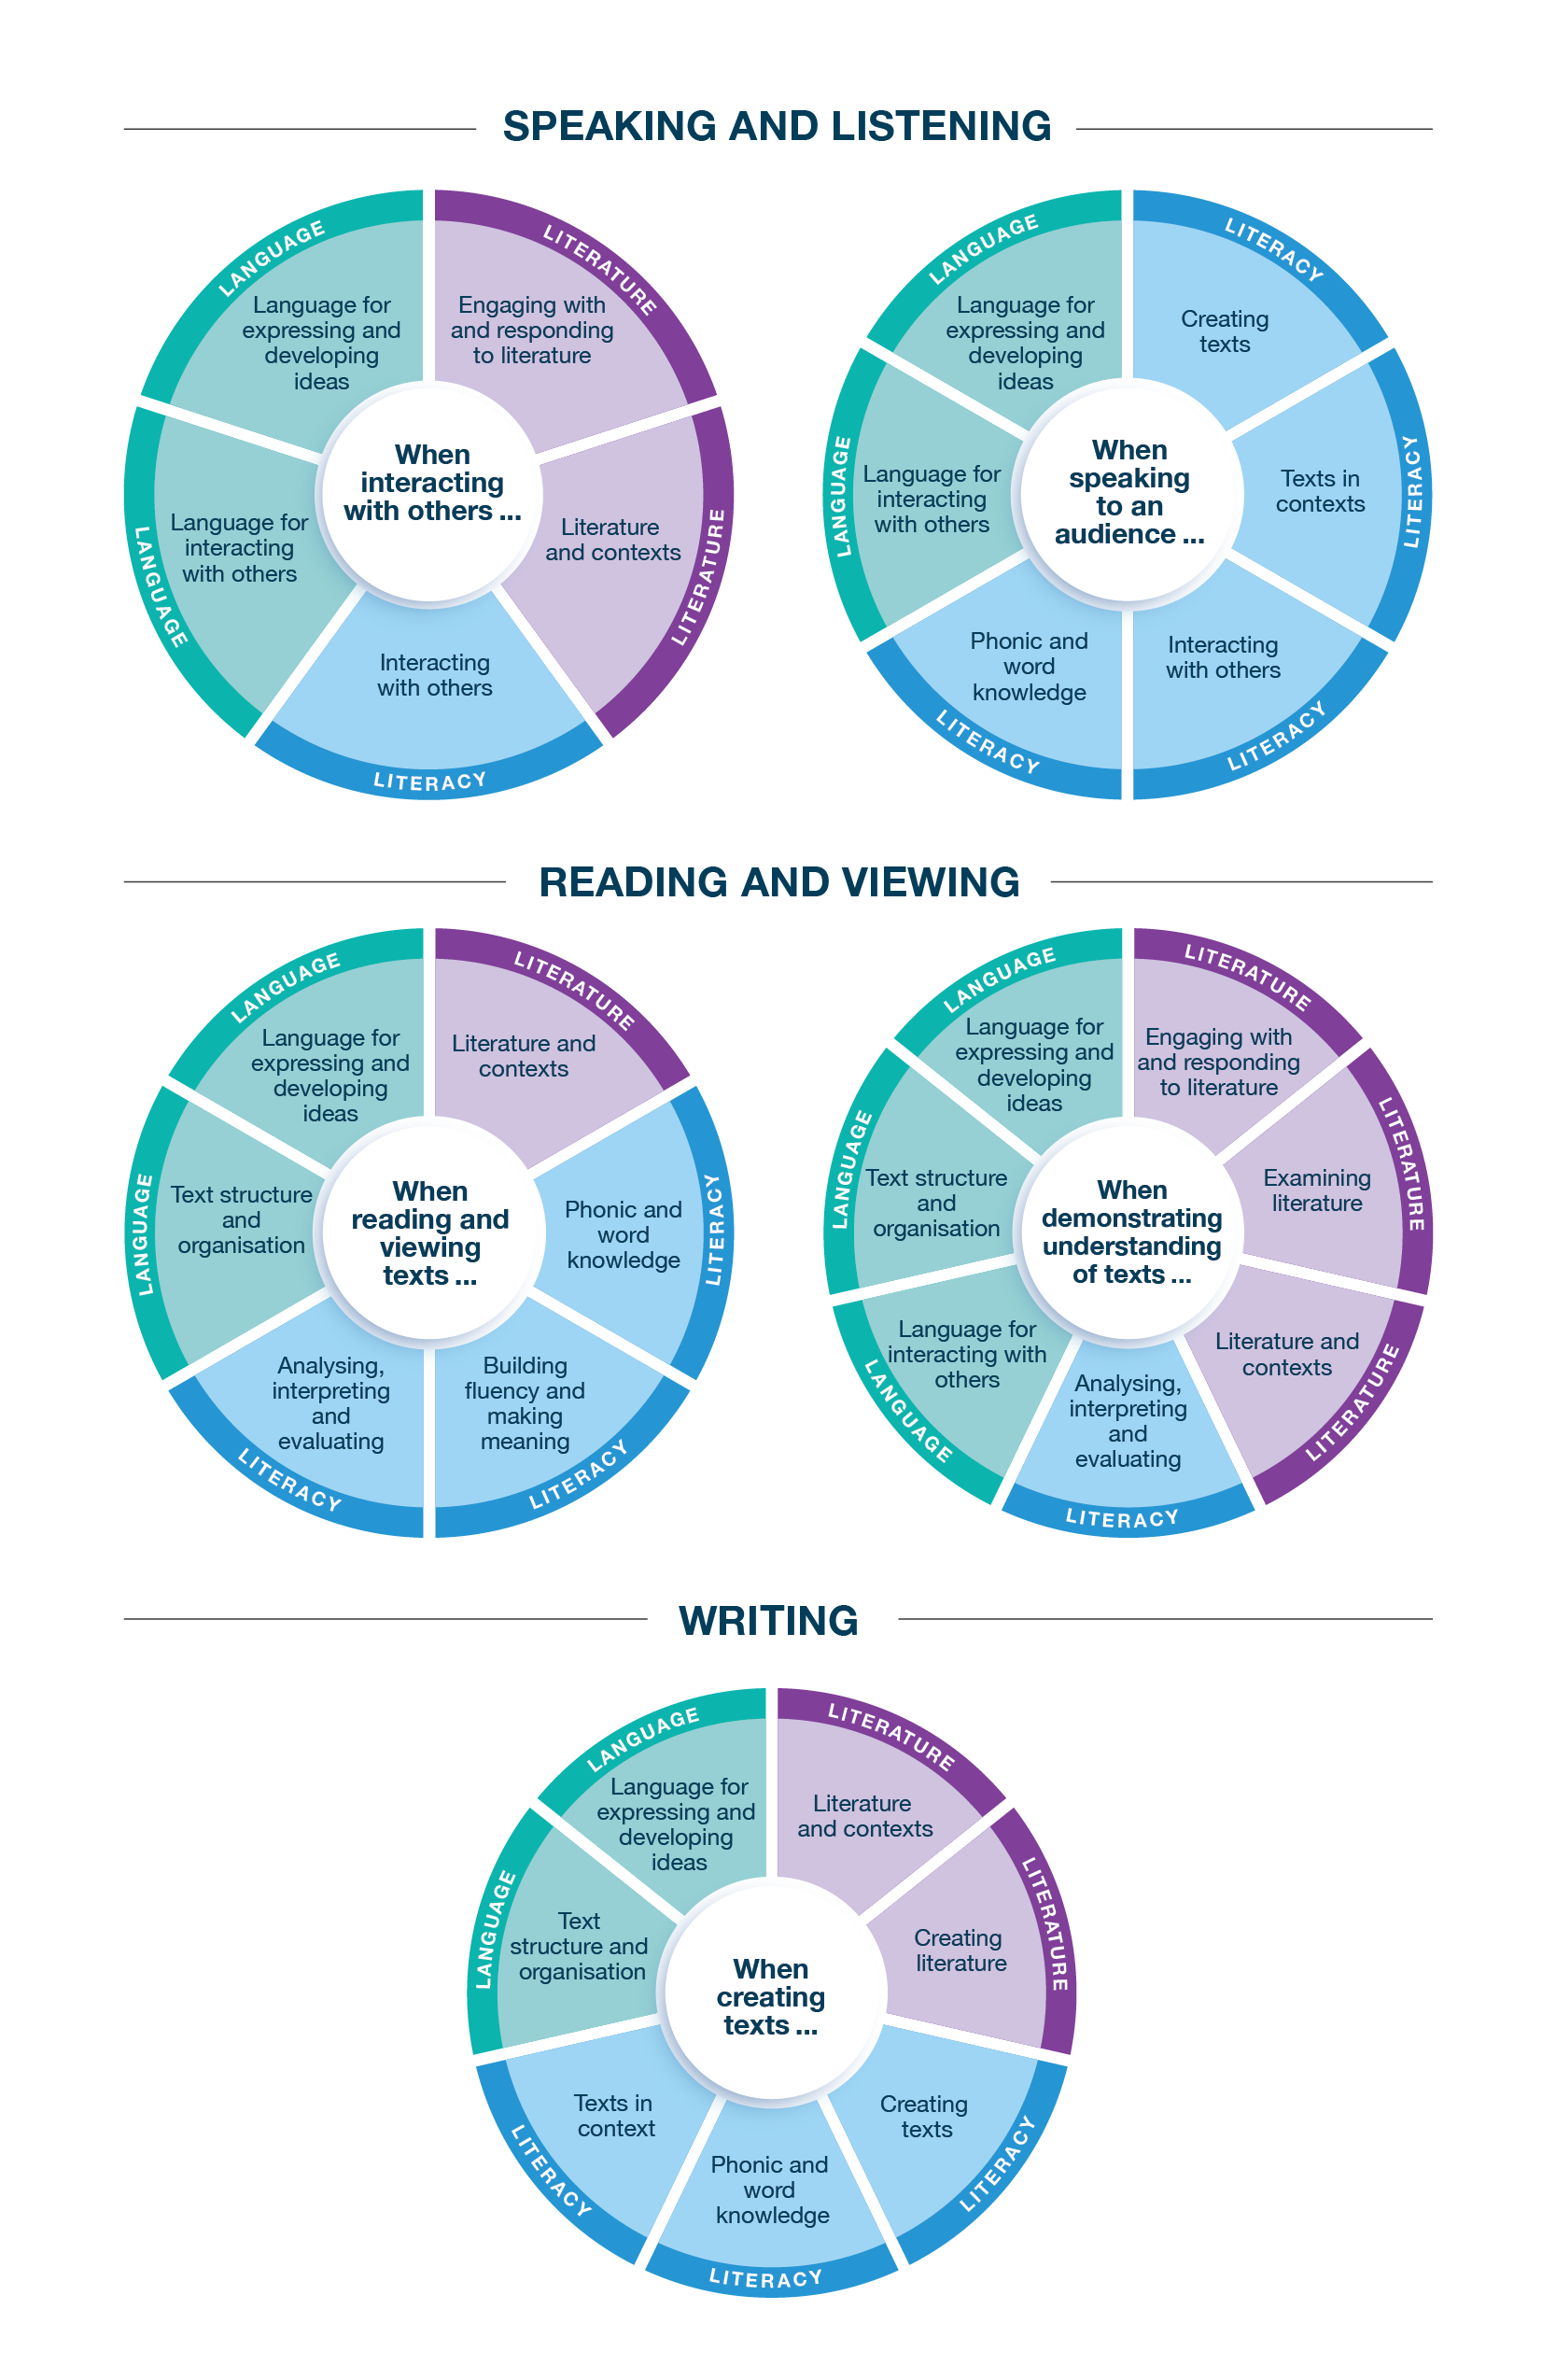 SPEAKING AND LISTENING
LANGUAGE
Language for
expressing and
developing
ideas
LITERATURE
Engaging with
and responding
to literature
LITERATURE
Literature
and contexts
LITERACY
Interacting
with others
LANGUAGE
Language for
interacting
with others
When
interacting
with others ...
LANGUAGE
Language for
expressing and
developing
ideas
LITERACY
Creating
texts
LITERACY
Texts in
contexts
LITERACY
Interacting
with others
LITERACY
Phonic and
word
knowledge
LANGUAGE
Language for
interacting
with others
When
speaking
to an
audience ...
READING AND VIEWING
LANGUAGE
Language for
expressing and
developing
ideas
LITERATURE
Literature and
contexts
LITERACY
Phonic and
word
knowledge
LITERACY
Building
fluency and
making
meaning
LITERACY
Analysing,
interpreting
and
evaluating
LANGUAGE
Text structure
and
organisation
When
reading and
viewing
texts ...
LANGUAGE
Language for
expressing and
developing
ideas
LITERATURE
Engaging with
and responding
to literature
LITERATURE
Examining
literature
LITERATURE
Literature and
contexts
LITERACY
Analysing,
interpreting
and
evaluating
LANGUAGE
Language for
interacting with
others
LANGUAGE
Text structure
and
organisation
When
demonstrating
understanding
of texts ...
WRITING
LANGUAGE
Language for
expressing and
developing
ideas
LITERATURE
Literature
and contexts
LITERATURE
Creating
literature
LITERACY
Creating
texts
LITERACY
Phonic and
word
knowledge
LITERACY
Texts in
context
LANGUAGE
Text
structure and
organisation
When
creating
texts ...